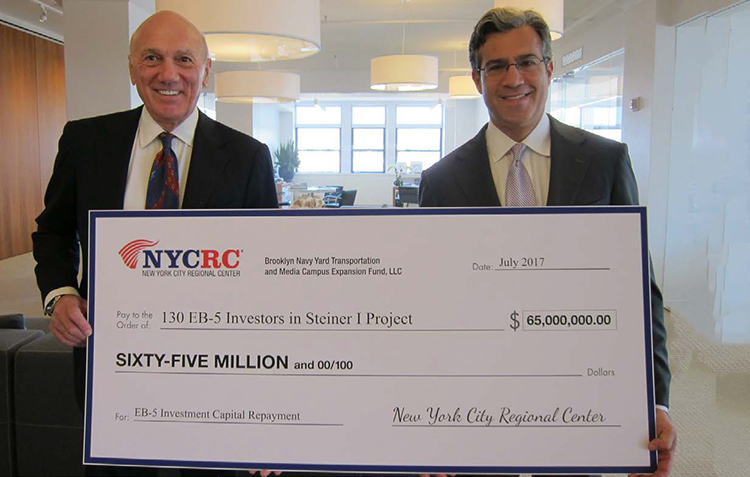 NYCRC®
NEW YORK CITY REGIONAL CENTER
Brooklyn Navy Yard Transportation
and Media Campus Expansion Fund, LLC
Date: July 2017
Pay to the
Order of: 130 EB-5 Investors in Steiner I Project $ 65,000,000.00
SIXTY-FIVE MILLION and 00/100 Dollars
For: EB-5 Investment Capital Repayment New York City Regional Center